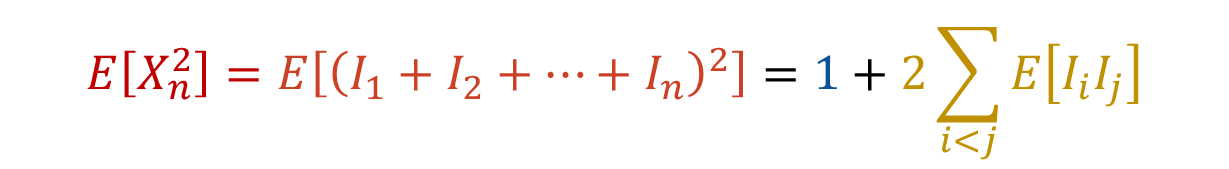 E[X_n^2] = E[(I_1 + I_2 + ⋯ + I_n)^2] = 1 + 2 ∑_{i<j} E[I_i I_j]